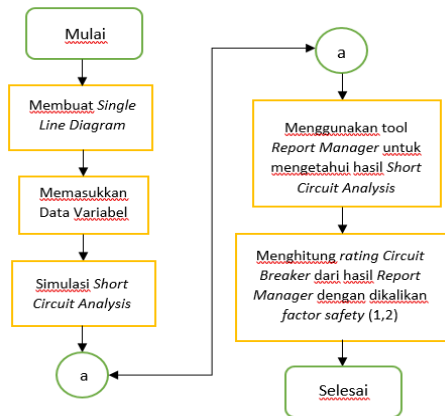 Mulai
Membuat Single
Line Diagram
Memasukkan
Data Variabel
Simulasi Short
Circuit Analysis
a
a
Menggunakan tool
Report Manager untuk
mengetahui hasil Short
Circuit Analysis
Menghitung rating Circuit
Breaker dari hasil Report
Manager dengan dikalikan
factor safety (1,2)
Selesai